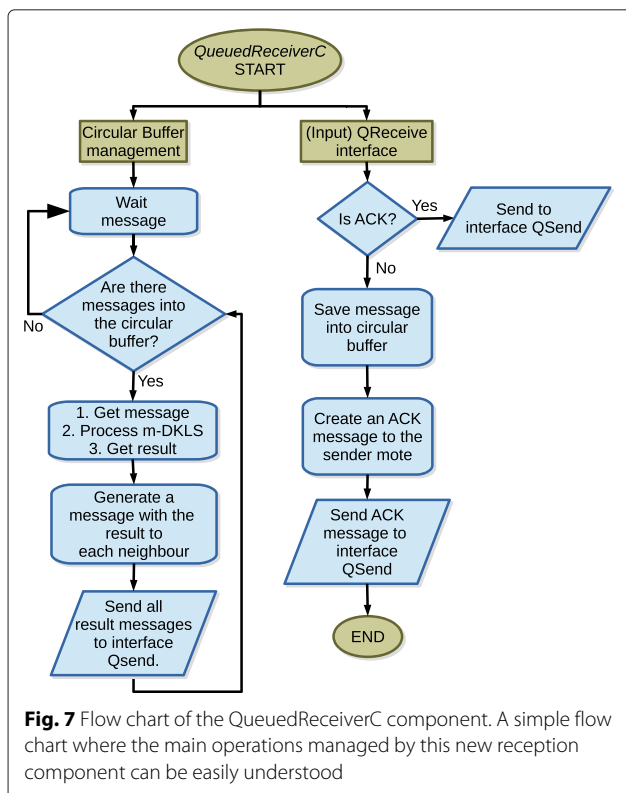 QueuedReceiverC
START
Circular Buffer
management
Wait
message
Are there
messages into
the circular
buffer?
No
Yes
1. Get message
2. Process m-DKLS
3. Get result
Generate a
message with the
result to
each neighbour
Send all
result messages
to interface
Qsend.
(Input) QReceive
interface
Is ACK?
Yes
Send to
interface QSend
No
Save message
into circular
buffer
Create an ACK
message to the
sender mote
Send ACK
message to
interface
QSend
END
Fig. 7 Flow chart of the QueuedReceiverC component. A simple flow
chart where the main operations managed by this new reception
component can be easily understood